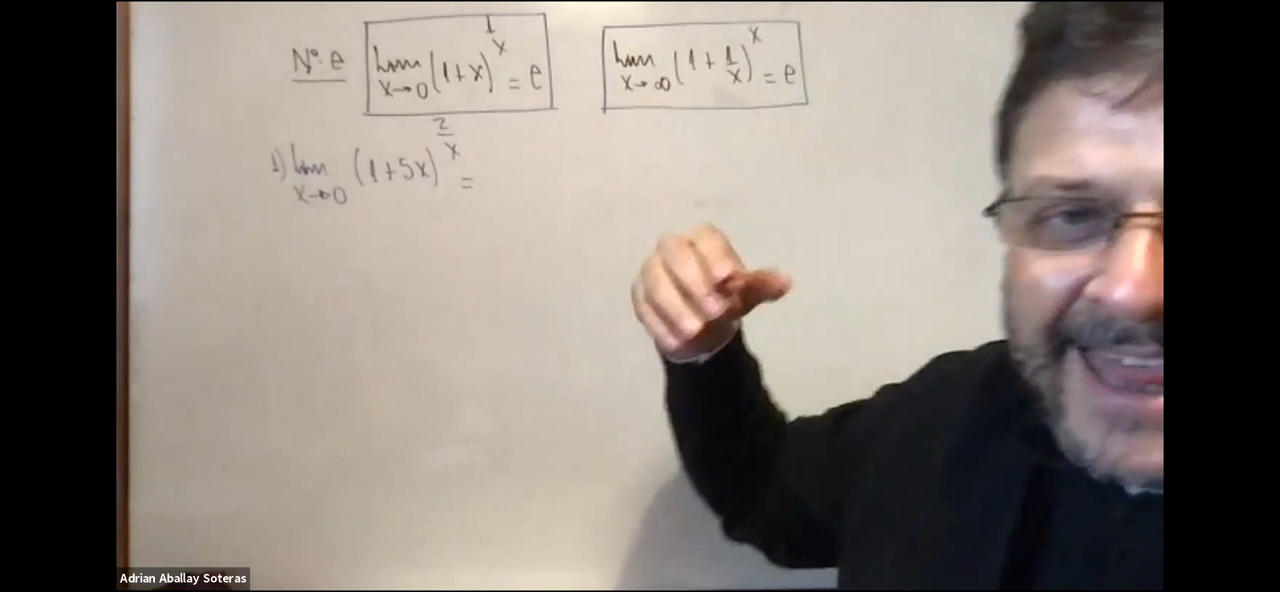 Nº e lim x→0 (1+x)^(1/x) = e lim x→∞ (1+1/x)^x = e
1) lim x→0 (1+5x)^(2/x) =
Adrian Aballay Soteras